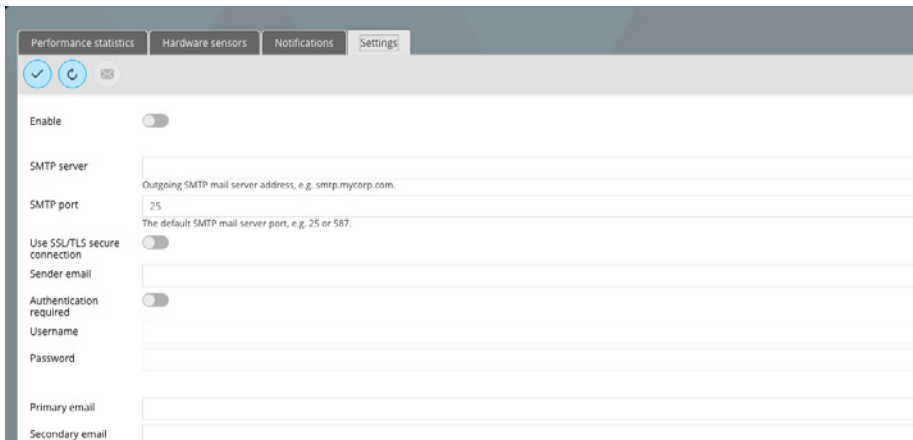 Performance statistics
Hardware sensors
Notifications
Settings
Enable
SMTP server
Outgoing SMTP mail server address, e.g. smtp.mycorp.com.
SMTP port
25
The default SMTP mail server port, e.g. 25 or 587.
Use SSL/TLS secure
connection
Sender email
Authentication
required
Username
Password
Primary email
Secondary email